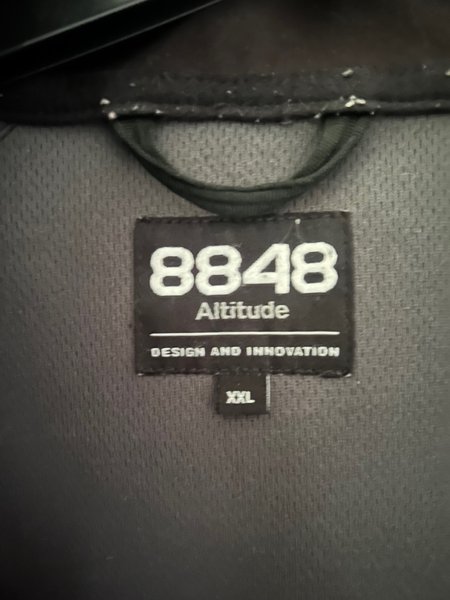 8848
Altitude
DESIGN AND INNOVATION
XXL